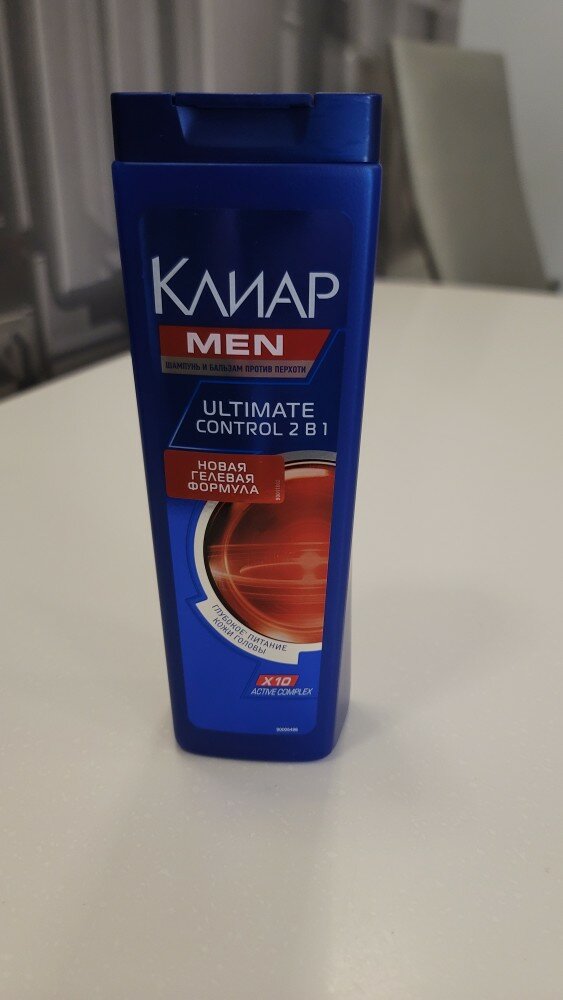 КЛИАР
MEN
ШАМПУНЬ И БАЛЬЗАМ ПРОТИВ ПЕРХОТИ
ULTIMATE
CONTROL 2 В 1
НОВАЯ
ГЕЛЕВАЯ
ФОРМУЛА
ГЛУБОКОЕ ПИТАНИЕ
КОЖИ ГОЛОВЫ
X10
ACTIVE COMPLEX